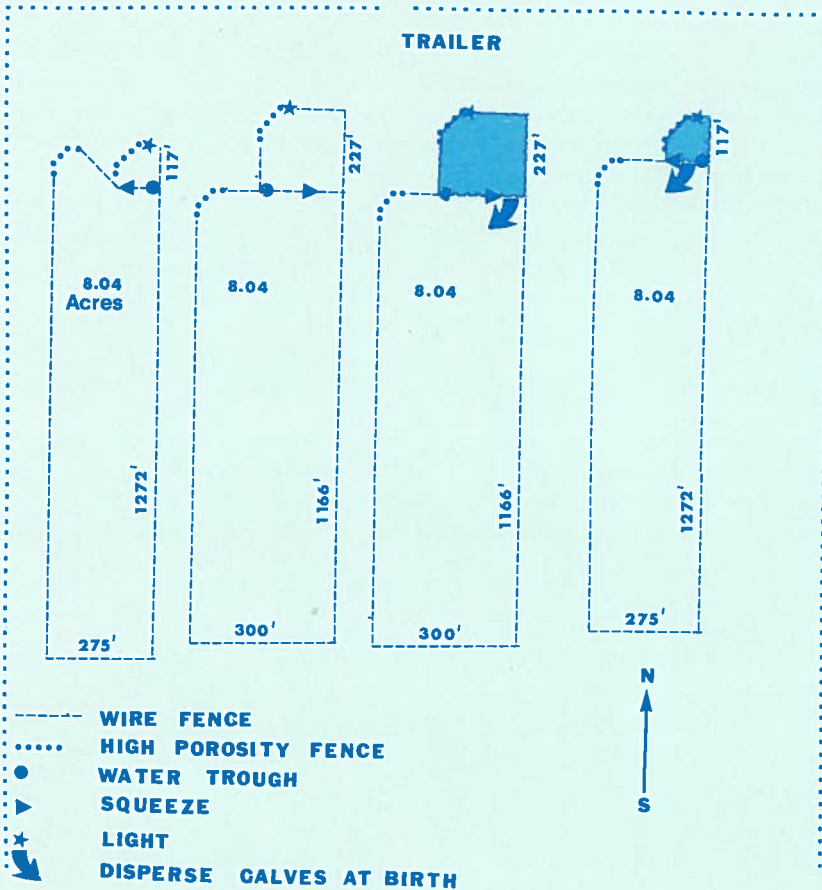 TRAILER
117'
227'
227'
117'
8.04
Acres
8.04
8.04
8.04
1272'
1166'
1166'
1272'
275'
300'
300'
275'
WIRE FENCE
HIGH POROSITY FENCE
WATER TROUGH
SQUEEZE
LIGHT
DISPERSE CALVES AT BIRTH
N
S